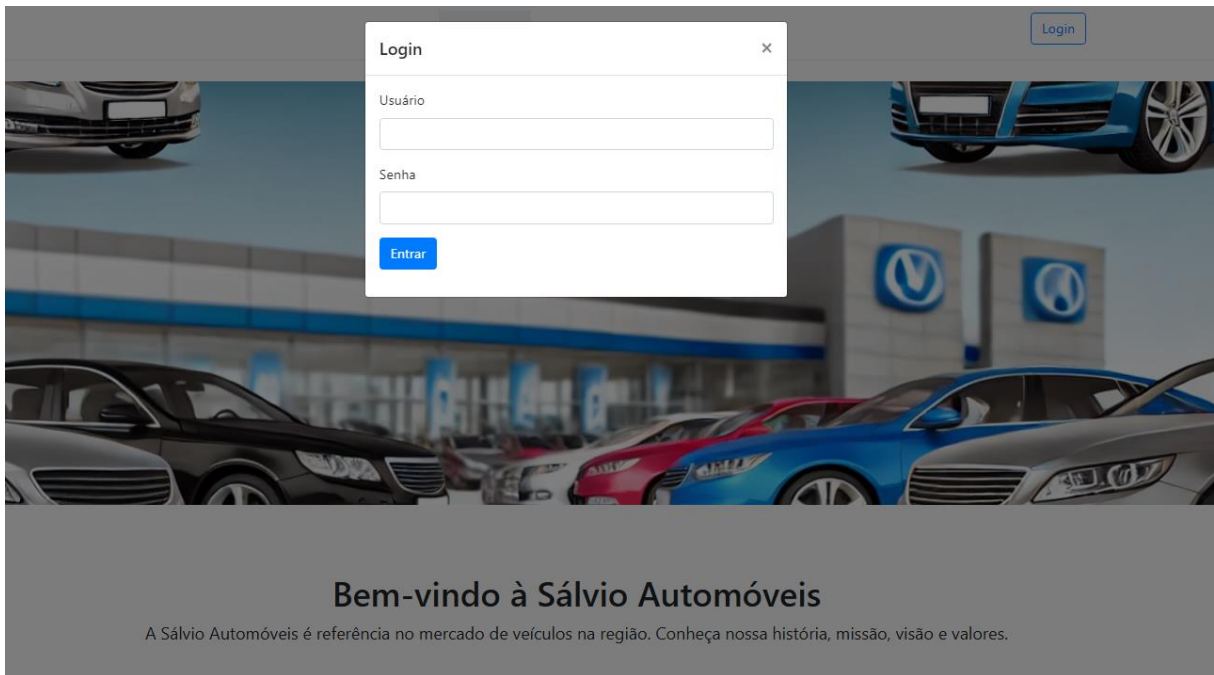 Login
Login
×
Usuário
Senha
Entrar
Bem-vindo à Sálvio Automóveis
A Sálvio Automóveis é referência no mercado de veículos na região. Conheça nossa história, missão, visão e valores.